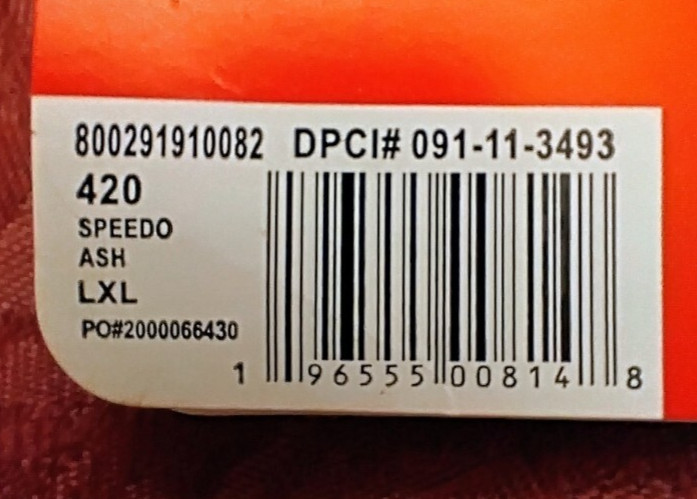 800291910082 DPCI# 091-11-3493
420
SPEEDO
ASH
LXL
PO#2000066430
1 96555 00814 8